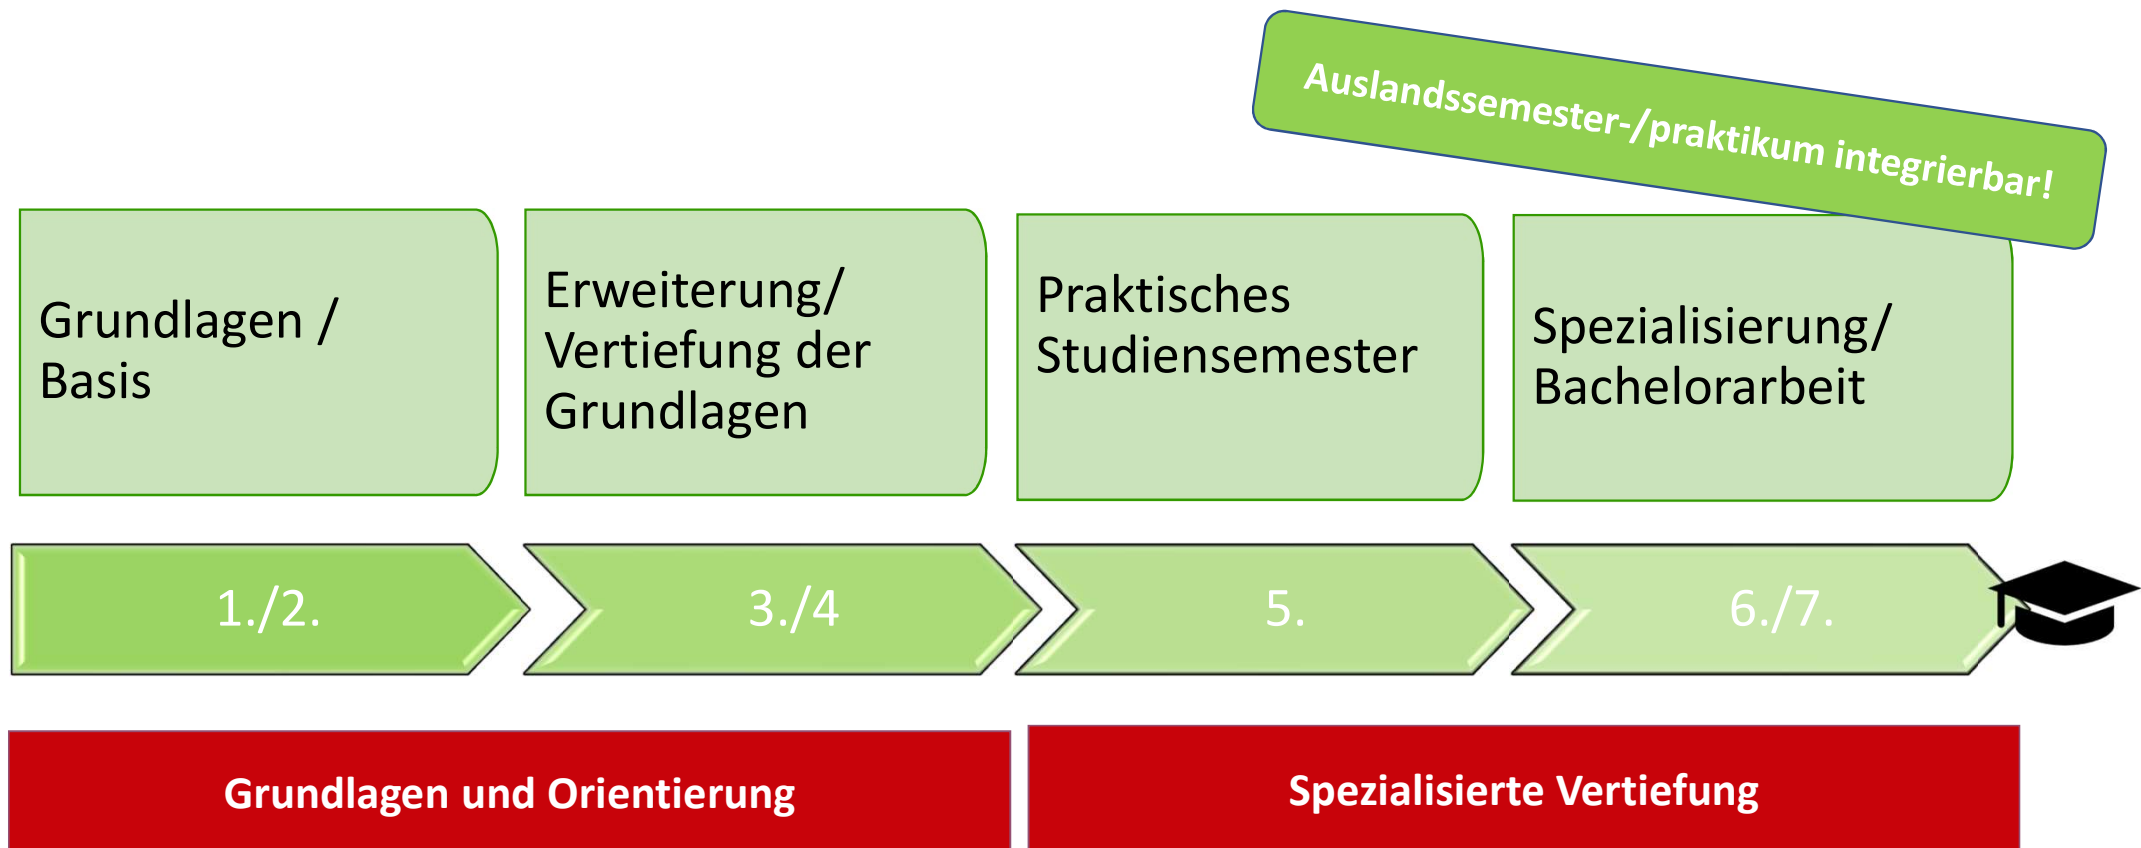 Auslandssemester-/praktikum integrierbar!
Grundlagen /
Basis
Erweiterung/
Vertiefung der
Grundlagen
Praktisches
Studiensemester
Spezialisierung/
Bachelorarbeit
1./2.
3./4
5.
6./7.
Grundlagen und Orientierung
Spezialisierte Vertiefung